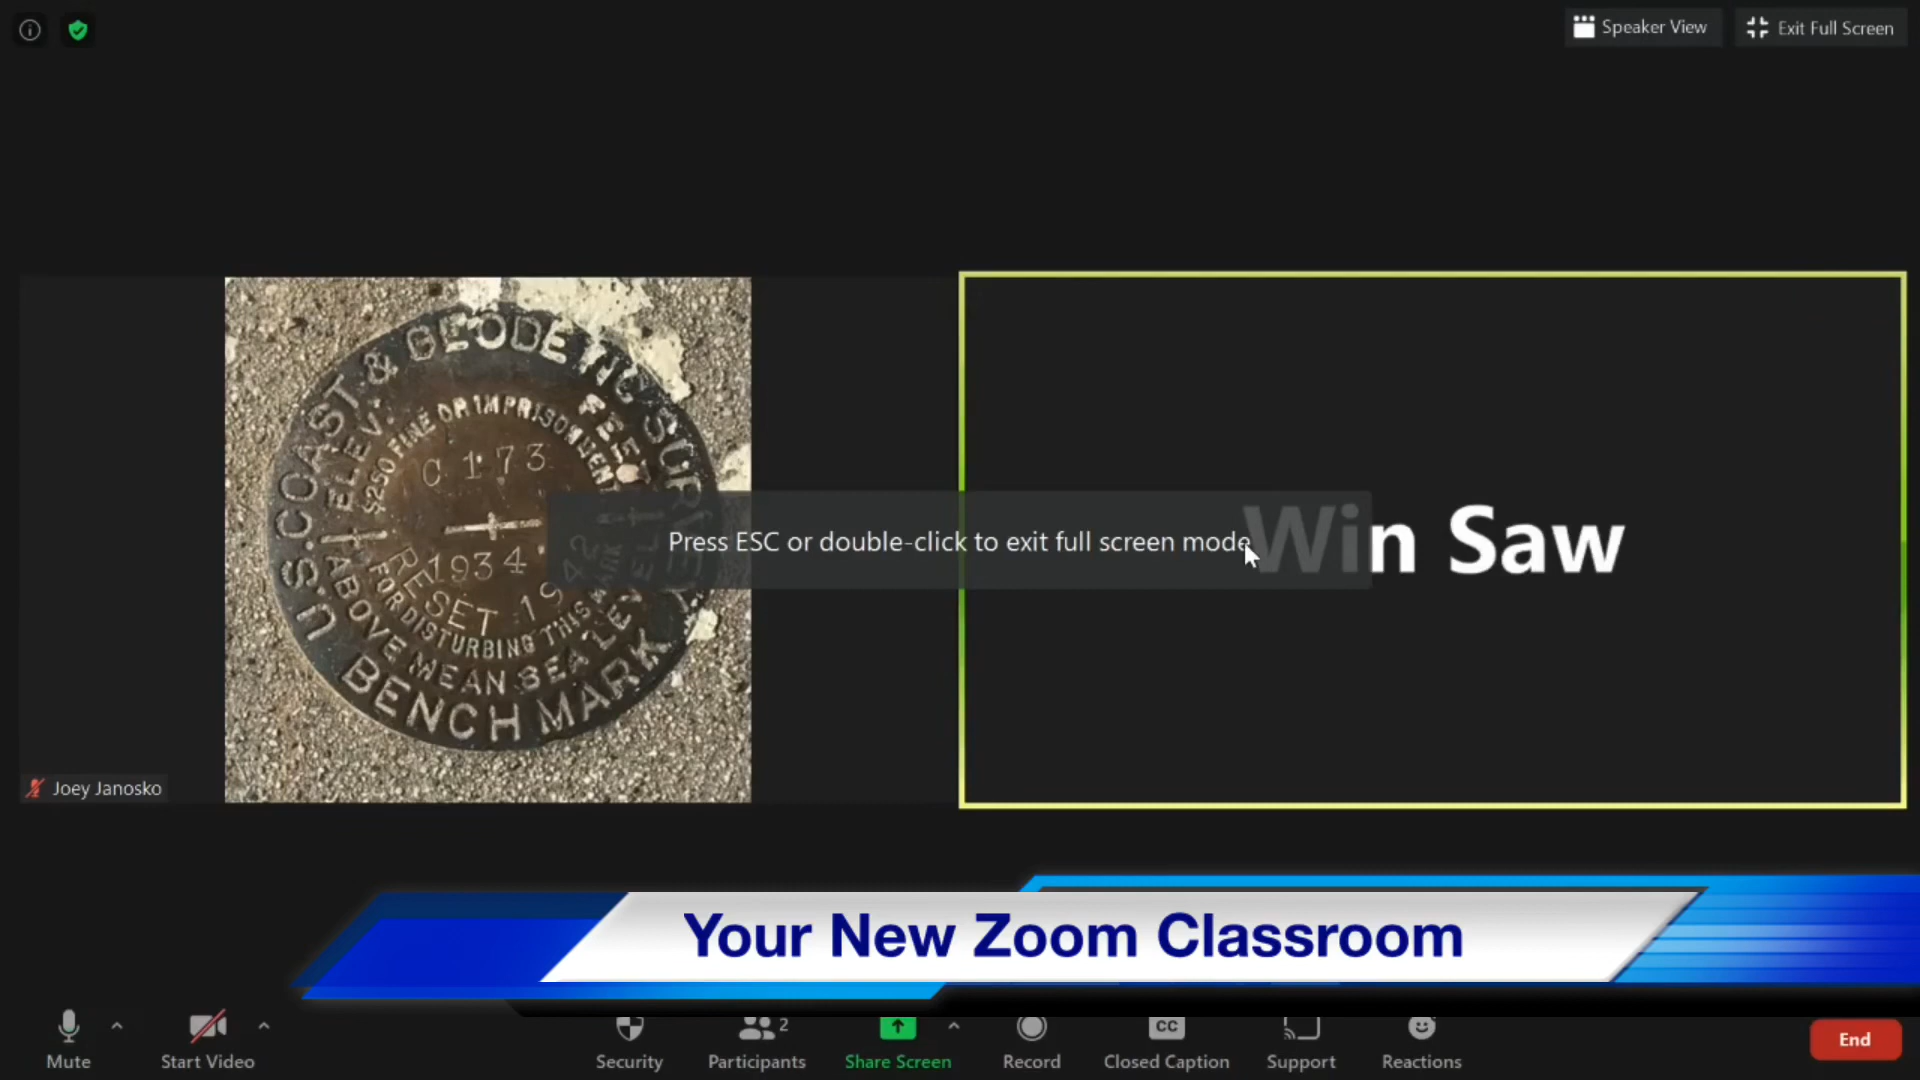 Speaker View
Exit Full Screen
U.S. COAST & GEODETIC SURVEY
ELEV.
FEET
$250 FINE OR IMPRISONMENT
C 173
1934
RESET 1942
FOR DISTURBING THIS MARK
ABOVE MEAN SEA LEVEL
BENCH MARK
Press ESC or double-click to exit full screen mode
Win Saw
Joey Janosko
Your New Zoom Classroom
Mute
Start Video
Security
Participants
2
Share Screen
Record
CC
Closed Caption
Support
Reactions
End